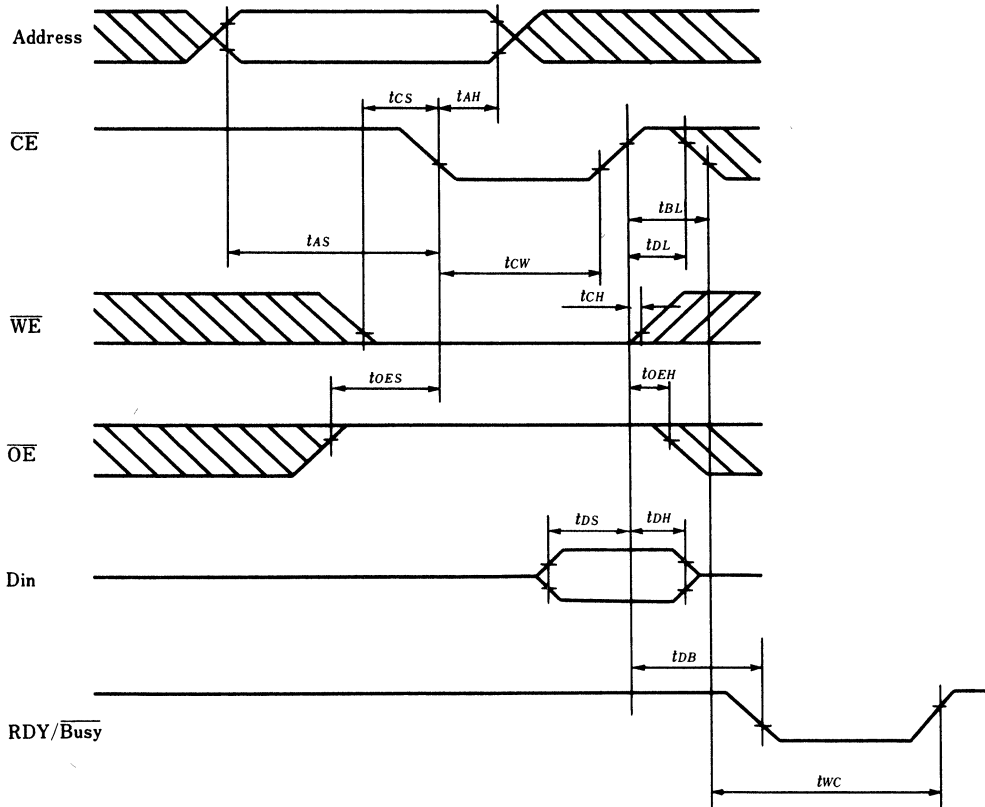 Address
tCS
tAH
CE
tBL
tAS
tDL
tCW
tCH
WE
tOES
tOEH
OE
tDS
tDH
Din
tDB
RDY/Busy
tWC